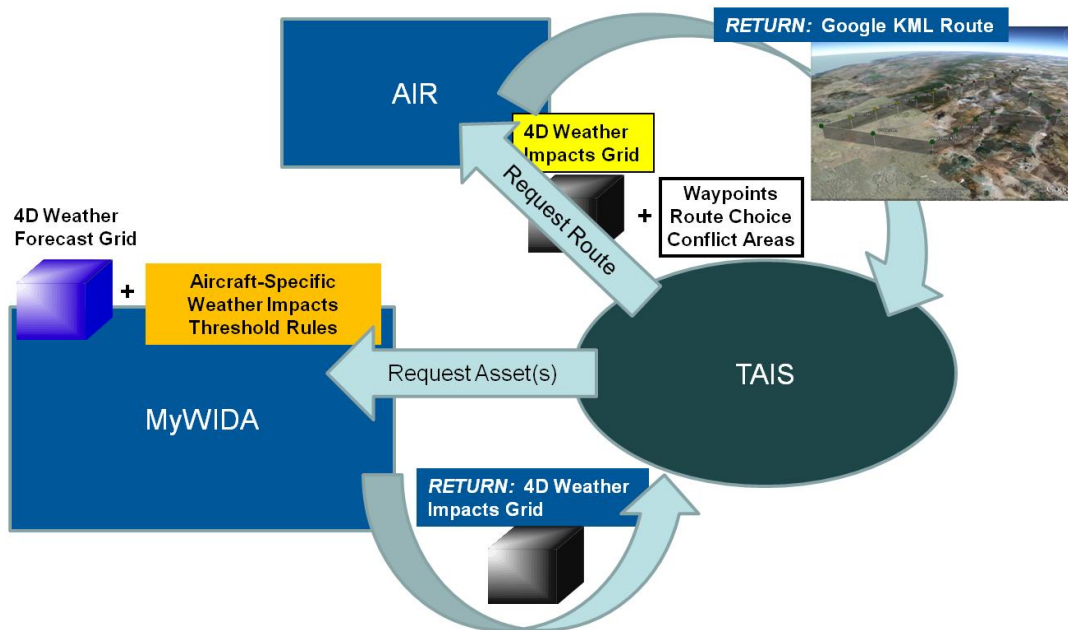 RETURN: Google KML Route
AIR
4D Weather
Impacts Grid
Request Route
+
Waypoints
Route Choice
Conflict Areas
4D Weather
Forecast Grid
+
Aircraft-Specific
Weather Impacts
Threshold Rules
Request Asset(s)
TAIS
MyWIDA
RETURN: 4D Weather
Impacts Grid